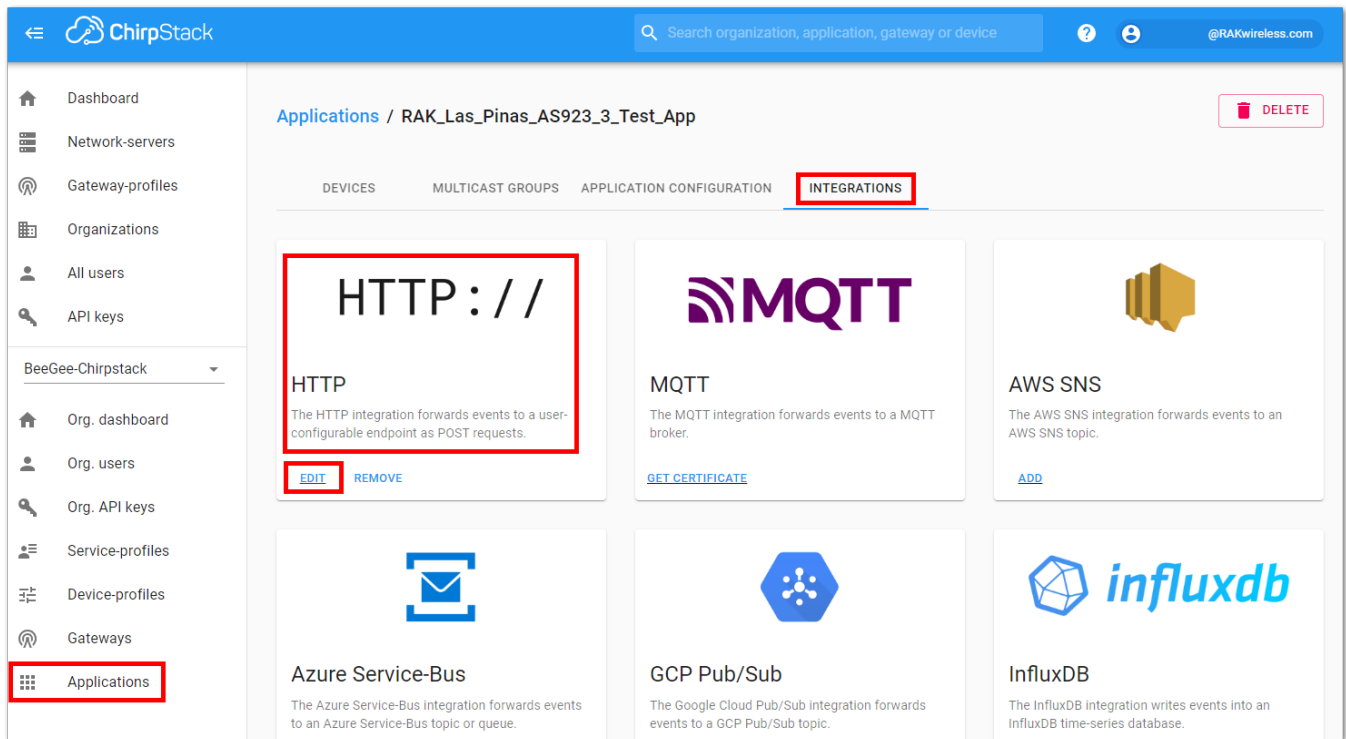 ChirpStack
Search organization, application, gateway or device
?
@RAKwireless.com
Dashboard
Network-servers
Gateway-profiles
Organizations
All users
API keys
BeeGee-Chirpstack
Org. dashboard
Org. users
Org. API keys
Service-profiles
Device-profiles
Gateways
Applications
Applications / RAK_Las_Pinas_AS923_3_Test_App
DELETE
DEVICES
MULTICAST GROUPS
APPLICATION CONFIGURATION
INTEGRATIONS
HTTP://
HTTP
The HTTP integration forwards events to a user-
configurable endpoint as POST requests.
EDIT
REMOVE
MQTT
MQTT
The MQTT integration forwards events to a MQTT
broker.
GET CERTIFICATE
AWS SNS
The AWS SNS integration forwards events to an
AWS SNS topic.
ADD
Azure Service-Bus
The Azure Service-Bus integration forwards events
to an Azure Service-Bus topic or queue.
GCP Pub/Sub
The Google Cloud Pub/Sub integration forwards
events to a GCP Pub/Sub topic.
influxdb
InfluxDB
The InfluxDB integration writes events into an
InfluxDB time-series database.